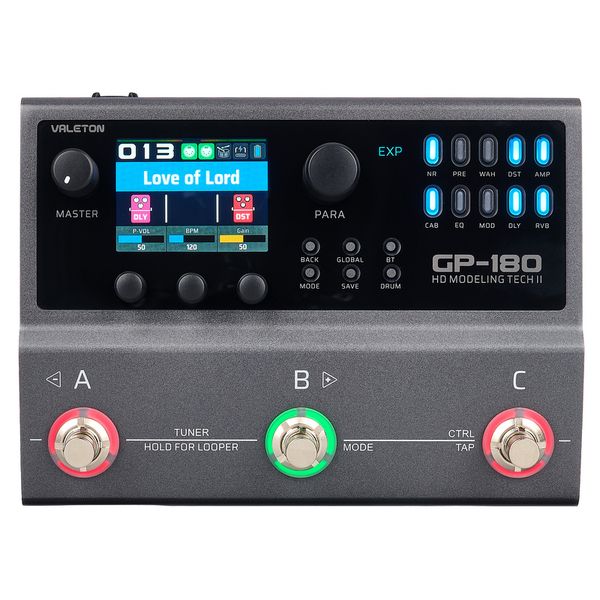 VALETON
013
Love of Lord
DLY
DST
P-VOL
BPM
Gain
50
120
50
MASTER
PARA
EXP
NR
PRE
WAH
DST
AMP
CAB
EQ
MOD
DLY
RVB
BACK
GLOBAL
BT
MODE
SAVE
DRUM
GP-180
HD MODELING TECH II
- A
B +
C
TUNER
HOLD FOR LOOPER
MODE
CTRL
TAP